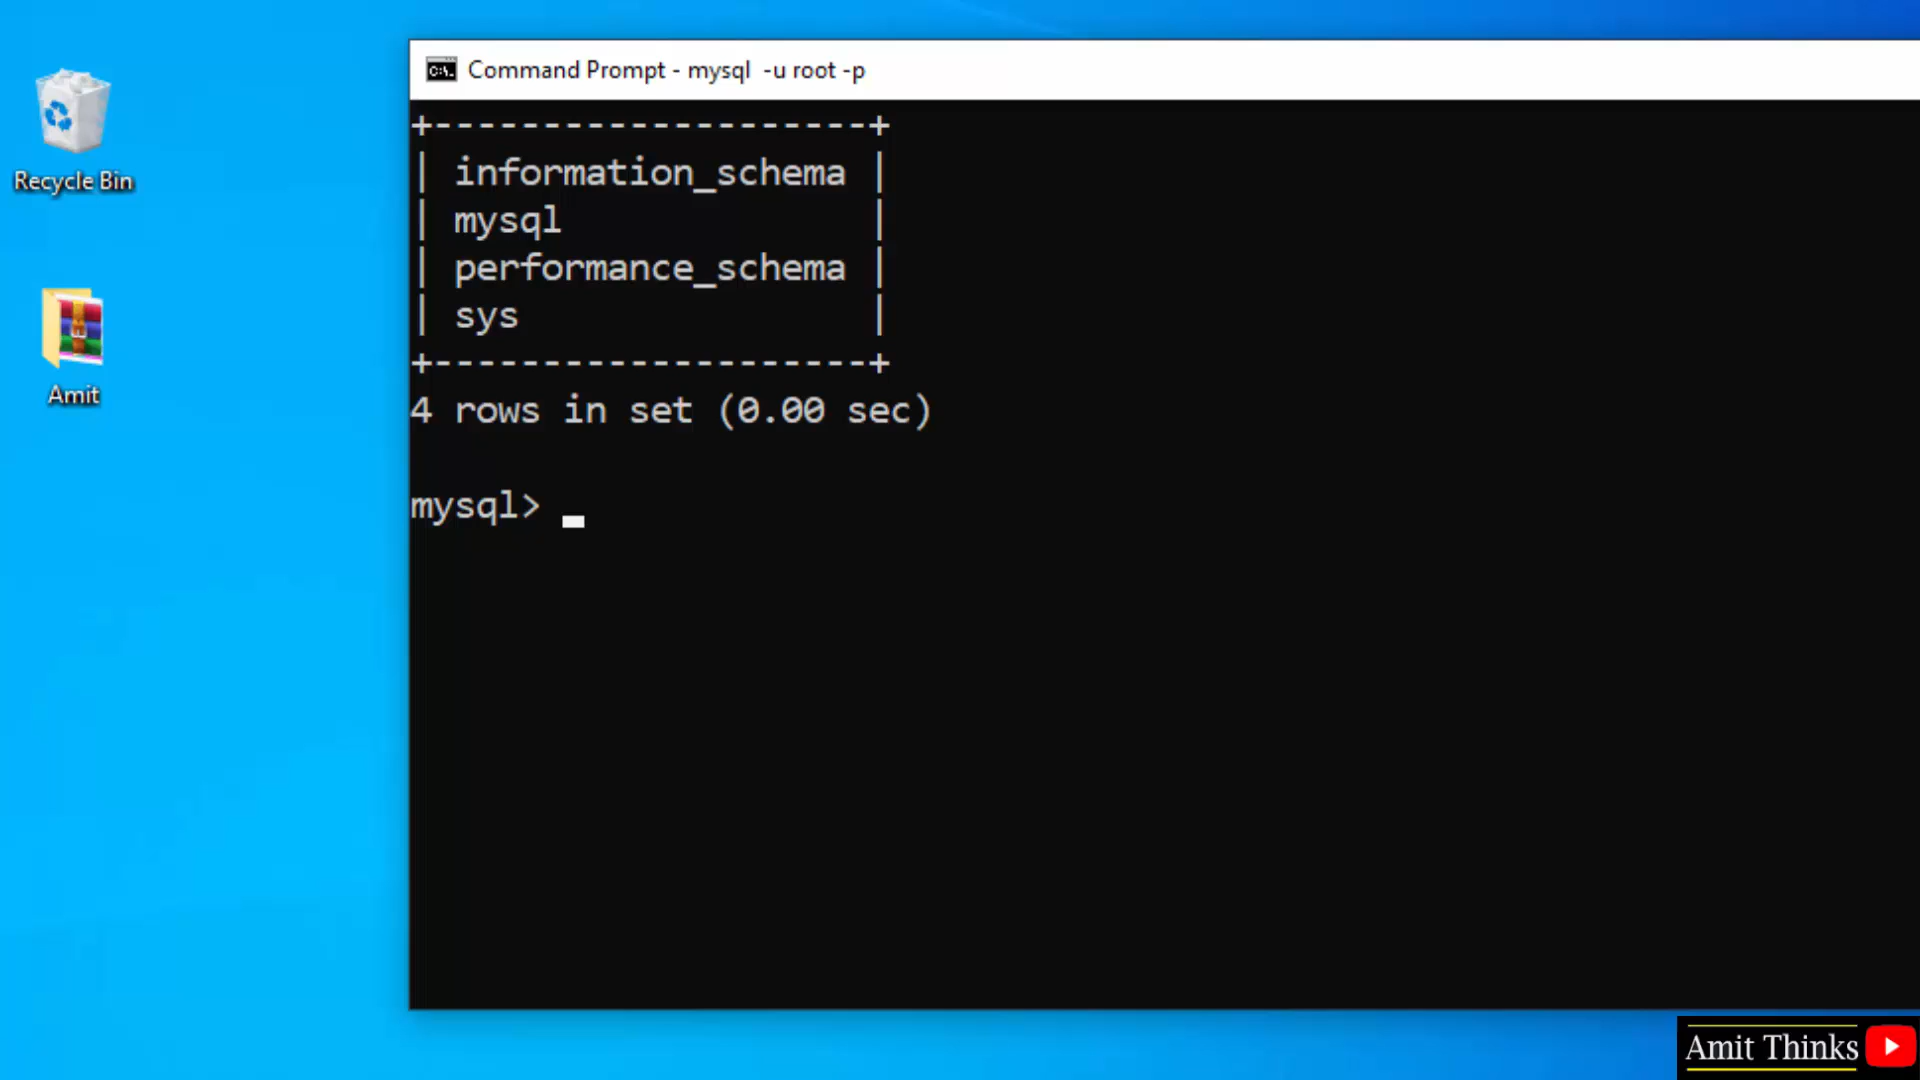 Recycle Bin
Amit
Command Prompt - mysql  -u root -p
+--------------------+
| information_schema |
| mysql              |
| performance_schema |
| sys                |
+--------------------+
4 rows in set (0.00 sec)
mysql> _
Amit Thinks